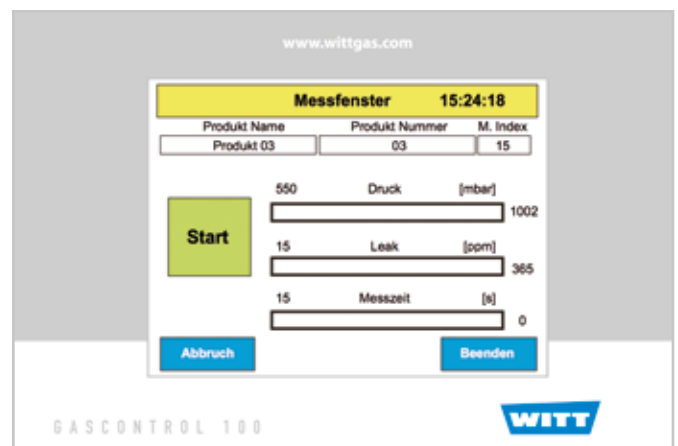 www.wittgas.com
Messfenster 15:24:18
Produkt Name Produkt Nummer M. Index
Produkt 03 03 15
550 Druck [mbar]
1002
Start
15 Leak [ppm]
365
15 Messzeit [s]
0
Abbruch Beenden
GASCONTROL 100
WITT